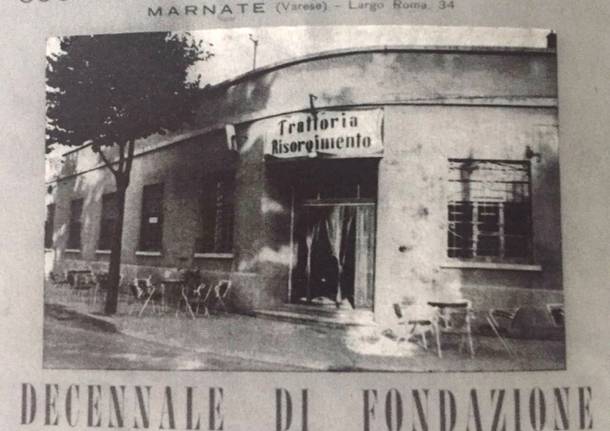 MARNATE (Varese) - Largo Roma, 34
Trattoria
Risorgimento
DECENNALE DI FONDAZIONE